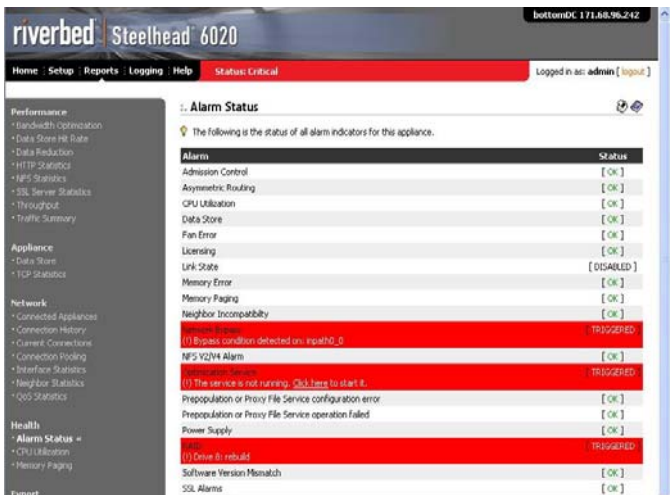 bottomDC 171.68.96.242
riverbed Steelhead 6020
Home Setup Reports Logging Help Status: Critical Logged in as: admin [ logout ]
Performance
Bandwidth Optimization
Data Store Hit Rate
Data Reduction
HTTP Statistics
NFS Statistics
SSL Server Statistics
Throughput
Traffic Summary
Appliance
Data Store
TCP Statistics
Network
Connected Appliances
Connection History
Current Connections
Connection Pooling
Interface Statistics
Neighbor Statistics
QoS Statistics
Health
Alarm Status «
CPU Utilization
Memory Paging
Export
:. Alarm Status
The following is the status of all alarm indicators for this appliance.
Alarm Status
Admission Control [ OK ]
Asymmetric Routing [ OK ]
CPU Utilization [ OK ]
Data Store [ OK ]
Fan Error [ OK ]
Licensing [ OK ]
Link State [ DISABLED ]
Memory Error [ OK ]
Memory Paging [ OK ]
Neighbor Incompatibility [ OK ]
Network Bypass [ TRIGGERED ]
(!) Bypass condition detected on: inpath0_0
NFS V2/V4 Alarm [ OK ]
Optimization Service [ TRIGGERED ]
(!) The service is not running. Click here to start it.
Prepopulation or Proxy File Service configuration error [ OK ]
Prepopulation or Proxy File Service operation failed [ OK ]
Power Supply [ OK ]
RAID [ TRIGGERED ]
(!) Drive 8: rebuild
Software Version Mismatch [ OK ]
SSL Alarms [ OK ]